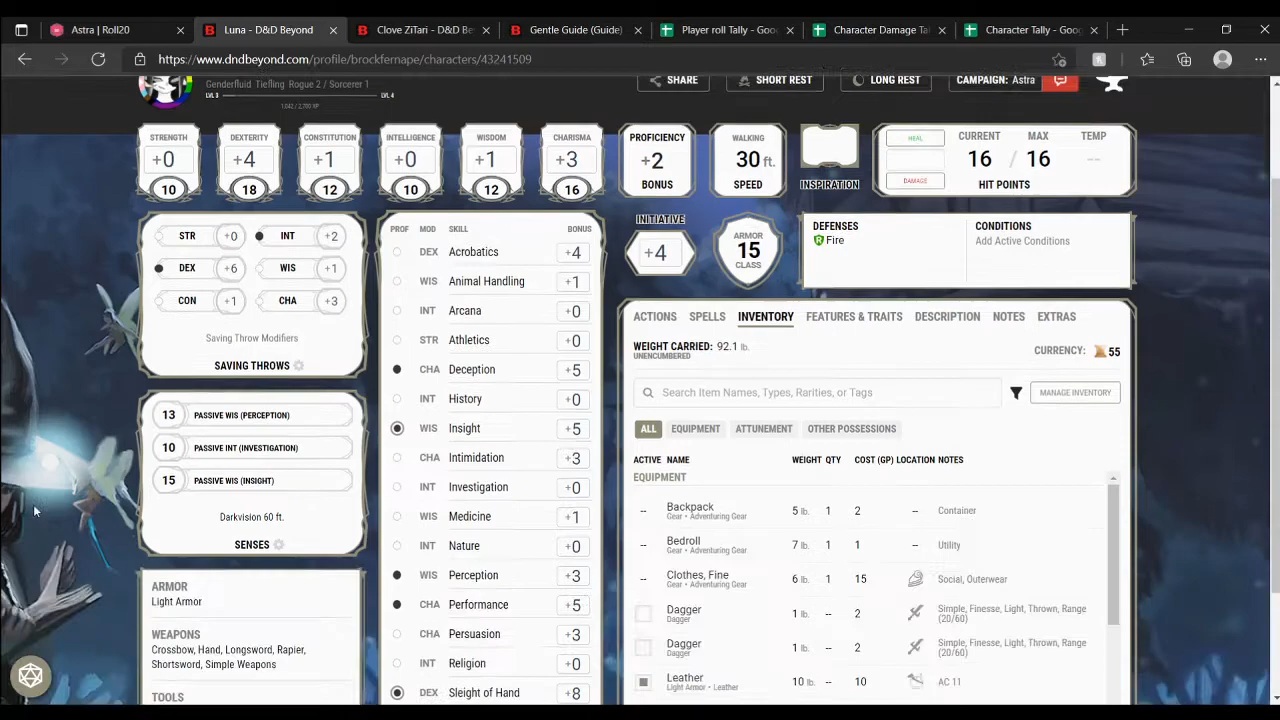 Astra | Roll20
Luna - D&D Beyond
Clove ZiTari - D&D Be
Gentle Guide (Guide)
Player roll Tally - Goo
Character Damage Ta
Character Tally - Goog
https://www.dndbeyond.com/profile/brockfernape/characters/43241509
Genderfluid Tiefling Rogue 2 / Sorcerer 1
LVL 3
LVL 4
SHARE
SHORT REST
LONG REST
CAMPAIGN: Astra
STRENGTH
+0
10
DEXTERITY
+4
18
CONSTITUTION
+1
12
INTELLIGENCE
+0
10
WISDOM
+1
12
CHARISMA
+3
16
PROFICIENCY
+2
BONUS
WALKING
30 ft.
SPEED
INSPIRATION
HEAL
DAMAGE
CURRENT
MAX
TEMP
16 / 16
--
HIT POINTS
STR +0
INT +2
DEX +6
WIS +1
CON +1
CHA +3
Saving Throw Modifiers
SAVING THROWS
13 PASSIVE WIS (PERCEPTION)
10 PASSIVE INT (INVESTIGATION)
15 PASSIVE WIS (INSIGHT)
Darkvision 60 ft.
SENSES
ARMOR
Light Armor
WEAPONS
Crossbow, Hand, Longsword, Rapier,
Shortsword, Simple Weapons
TOOLS
PROF MOD SKILL BONUS
DEX Acrobatics +4
WIS Animal Handling +1
INT Arcana +0
STR Athletics +0
CHA Deception +5
INT History +0
WIS Insight +5
CHA Intimidation +3
INT Investigation +0
WIS Medicine +1
INT Nature +0
WIS Perception +3
CHA Performance +5
CHA Persuasion +3
INT Religion +0
DEX Sleight of Hand +8
INITIATIVE
+4
ARMOR
15
CLASS
DEFENSES
Fire
CONDITIONS
Add Active Conditions
ACTIONS SPELLS INVENTORY FEATURES & TRAITS DESCRIPTION NOTES EXTRAS
WEIGHT CARRIED: 92.1 lb.
UNENCUMBERED
CURRENCY: 55
Search Item Names, Types, Rarities, or Tags
MANAGE INVENTORY
ALL EQUIPMENT ATTUNEMENT OTHER POSSESSIONS
ACTIVE NAME WEIGHT QTY COST (GP) LOCATION NOTES
EQUIPMENT
-- Backpack 5 lb. 1 2 -- Container
Gear • Adventuring Gear
-- Bedroll 7 lb. 1 1 -- Utility
Gear • Adventuring Gear
-- Clothes, Fine 6 lb. 1 15 Social, Outerwear
Gear • Adventuring Gear
Dagger 1 lb. -- 2 Simple, Finesse, Light, Thrown, Range
Dagger (20/60)
Dagger 1 lb. -- 2 Simple, Finesse, Light, Thrown, Range
Dagger (20/60)
Leather 10 lb. -- 10 AC 11
Light Armor • Leather